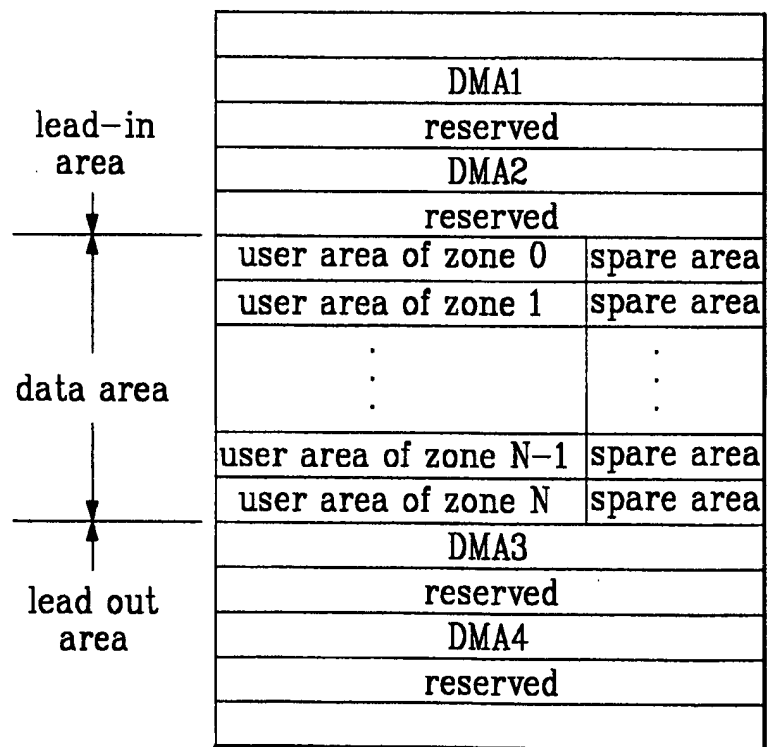 DMA1
lead-in
area
reserved
DMA2
reserved
user area of zone 0 spare area
user area of zone 1 spare area
. .
. .
. .
data area
user area of zone N-1 spare area
user area of zone N spare area
DMA3
lead out
area
reserved
DMA4
reserved